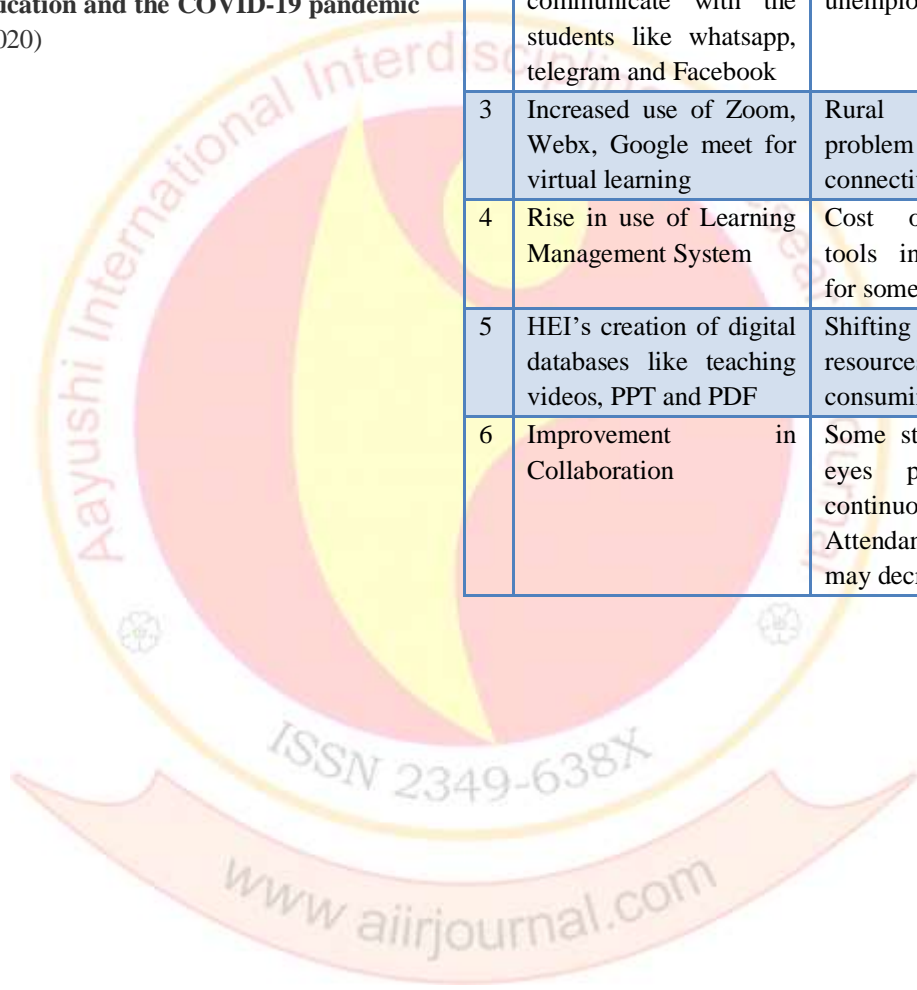 ication and the COVID-19 pandemic
020)
communicate with the
students like whatsapp,
telegram and Facebook
unemplo
3
Increased use of Zoom,
Webx, Google meet for
virtual learning
Rural
problem
connectiv
4
Rise in use of Learning
Management System
Cost o
tools in
for some
5
HEI's creation of digital
databases like teaching
videos, PPT and PDF
Shifting
resource
consumi
6
Improvement in
Collaboration
Some st
eyes p
continuo
Attendan
may decr
Aayushi International Interdisciplinary
ISSN 2349-638X
www aiirjournal.com